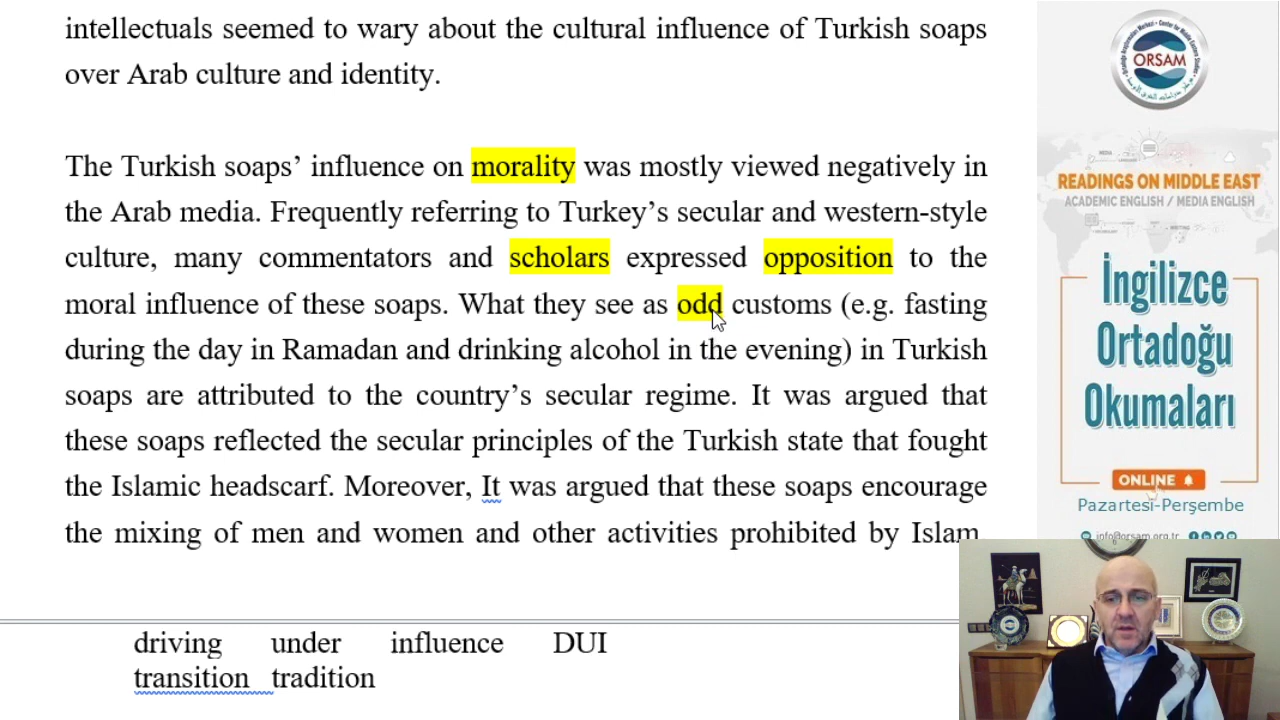 intellectuals seemed to wary about the cultural influence of Turkish soaps
over Arab culture and identity.
The Turkish soaps’ influence on morality was mostly viewed negatively in
the Arab media. Frequently referring to Turkey’s secular and western-style
culture, many commentators and scholars expressed opposition to the
moral influence of these soaps. What they see as odd customs (e.g. fasting
during the day in Ramadan and drinking alcohol in the evening) in Turkish
soaps are attributed to the country’s secular regime. It was argued that
these soaps reflected the secular principles of the Turkish state that fought
the Islamic headscarf. Moreover, It was argued that these soaps encourage
the mixing of men and women and other activities prohibited by Islam.
driving under influence DUI
transition tradition
ORSAM
READINGS ON MIDDLE EAST
ACADEMIC ENGLISH / MEDIA ENGLISH
İngilizce
Ortadoğu
Okumaları
ONLINE
Pazartesi-Perşembe
info@orsam.org.tr